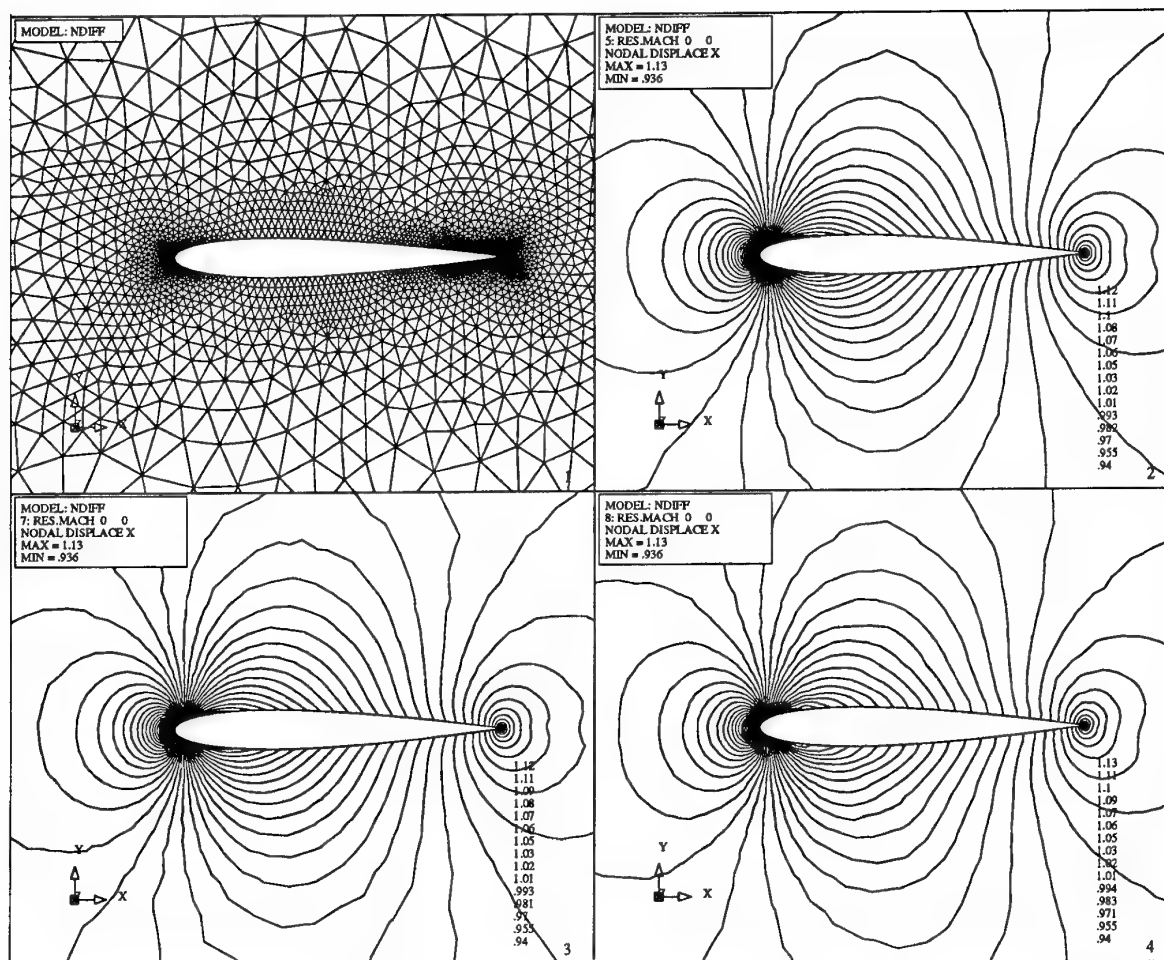 MODEL: NDIFF
1
MODEL: NDIFF
5: RES.MACH 0 0
NODAL DISPLACE X
MAX = 1.13
MIN = .936
1.12
1.11
1.1
1.08
1.07
1.06
1.05
1.03
1.02
1.01
.993
.982
.97
.955
.94
Y
X
2
MODEL: NDIFF
7: RES.MACH 0 0
NODAL DISPLACE X
MAX = 1.13
MIN = .936
1.12
1.11
1.09
1.08
1.07
1.06
1.05
1.03
1.02
1.01
.993
.981
.97
.955
.94
Y
X
3
MODEL: NDIFF
8: RES.MACH 0 0
NODAL DISPLACE X
MAX = 1.13
MIN = .936
1.13
1.11
1.1
1.09
1.07
1.06
1.05
1.03
1.02
1.01
.994
.983
.971
.955
.94
Y
X
4